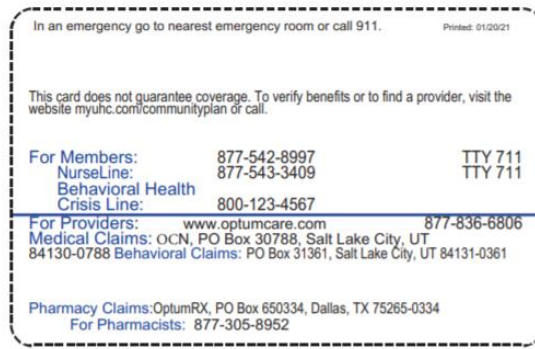 In an emergency go to nearest emergency room or call 911. Printed: 01/20/21
This card does not guarantee coverage. To verify benefits or to find a provider, visit the
website myuhc.com/communityplan or call.
For Members: 877-542-8997 TTY 711
NurseLine: 877-543-3409 TTY 711
Behavioral Health
Crisis Line: 800-123-4567
For Providers: www.optumcare.com 877-836-6806
Medical Claims: OCN, PO Box 30788, Salt Lake City, UT
84130-0788 Behavioral Claims: PO Box 31361, Salt Lake City, UT 84131-0361
Pharmacy Claims:OptumRX, PO Box 650334, Dallas, TX 75265-0334
For Pharmacists: 877-305-8952